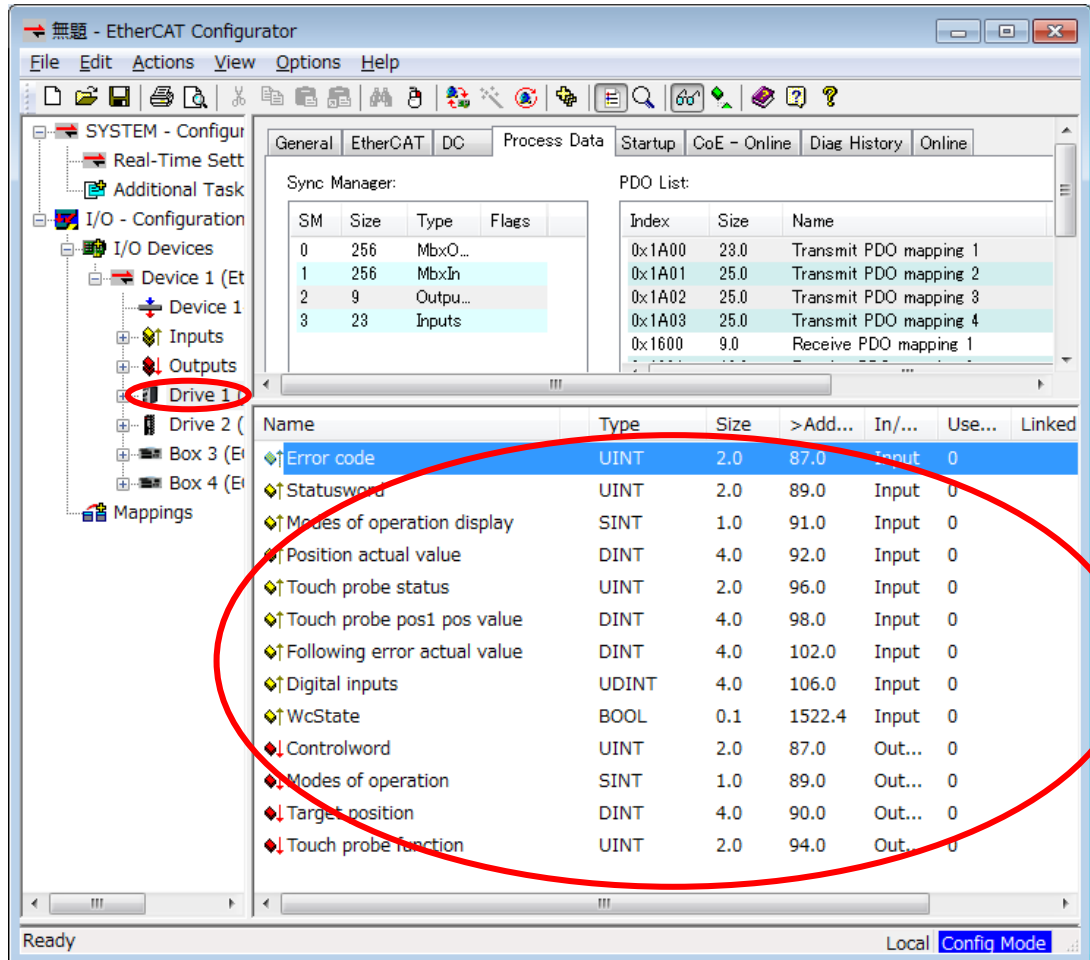 無題 - EtherCAT Configurator
File Edit Actions View Options Help
SYSTEM - Configur
Real-Time Sett
Additional Task
I/O - Configuration
I/O Devices
Device 1 (Et
Device 1
Inputs
Outputs
Drive 1 (
Drive 2 (
Box 3 (E
Box 4 (E
Mappings
General EtherCAT DC Process Data Startup CoE - Online Diag History Online
Sync Manager:
SM Size Type Flags
0 256 MbxO...
1 256 MbxIn
2 9 Outpu...
3 23 Inputs
PDO List:
Index Size Name
0x1A00 23.0 Transmit PDO mapping 1
0x1A01 25.0 Transmit PDO mapping 2
0x1A02 25.0 Transmit PDO mapping 3
0x1A03 25.0 Transmit PDO mapping 4
0x1600 9.0 Receive PDO mapping 1
Name Type Size >Add... In/... Use... Linked
Error code UINT 2.0 87.0 Input 0
Statusword UINT 2.0 89.0 Input 0
Modes of operation display SINT 1.0 91.0 Input 0
Position actual value DINT 4.0 92.0 Input 0
Touch probe status UINT 2.0 96.0 Input 0
Touch probe pos1 pos value DINT 4.0 98.0 Input 0
Following error actual value DINT 4.0 102.0 Input 0
Digital inputs UDINT 4.0 106.0 Input 0
WcState BOOL 0.1 1522.4 Input 0
Controlword UINT 2.0 87.0 Out... 0
Modes of operation SINT 1.0 89.0 Out... 0
Target position DINT 4.0 90.0 Out... 0
Touch probe function UINT 2.0 94.0 Out... 0
Ready Local Config Mode